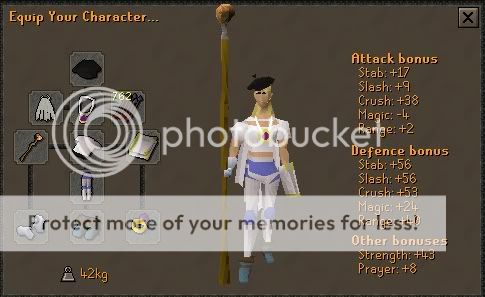 Equip Your Character...
762
photobucket
Protect more of your memories for less!
Attack bonus
Stab: +17
Slash: +9
Crush: +38
Magic: -4
Range: +2
Defence bonus
Stab: +56
Slash: +56
Crush: +53
Magic: +24
Other bonuses
Strength: +43
Prayer: +8
42kg